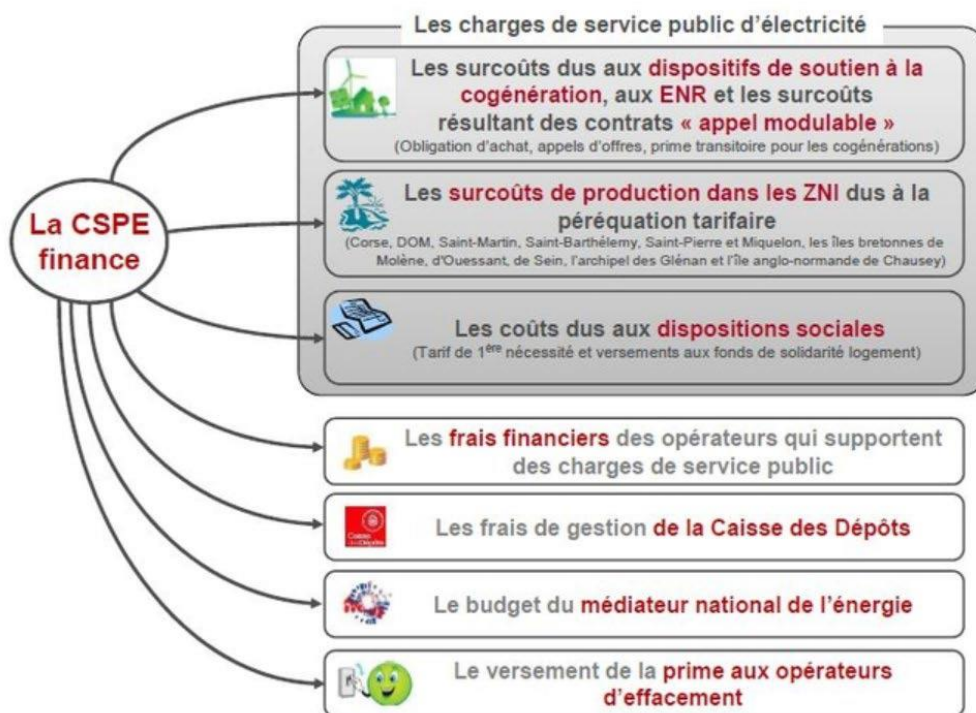 Les charges de service public d'électricité
Les surcoûts dus aux dispositifs de soutien à la
cogénération, aux ENR et les surcoûts
résultant des contrats « appel modulable »
(Obligation d'achat, appels d'offres, prime transitoire pour les cogénérations)
La CSPE
finance
Les surcoûts de production dans les ZNI dus à la
péréquation tarifaire
(Corse, DOM, Saint-Martin, Saint-Barthélemy, Saint-Pierre et Miquelon, les îles bretonnes de
Molène, d'Ouessant, de Sein, l'archipel des Glénan et l'île anglo-normande de Chausey)
Les coûts dus aux dispositions sociales
(Tarif de 1ère nécessité et versements aux fonds de solidarité logement)
Les frais financiers des opérateurs qui supportent
des charges de service public
Caisse
des Dépôts
Les frais de gestion de la Caisse des Dépôts
Le budget du médiateur national de l'énergie
Le versement de la prime aux opérateurs
d'effacement